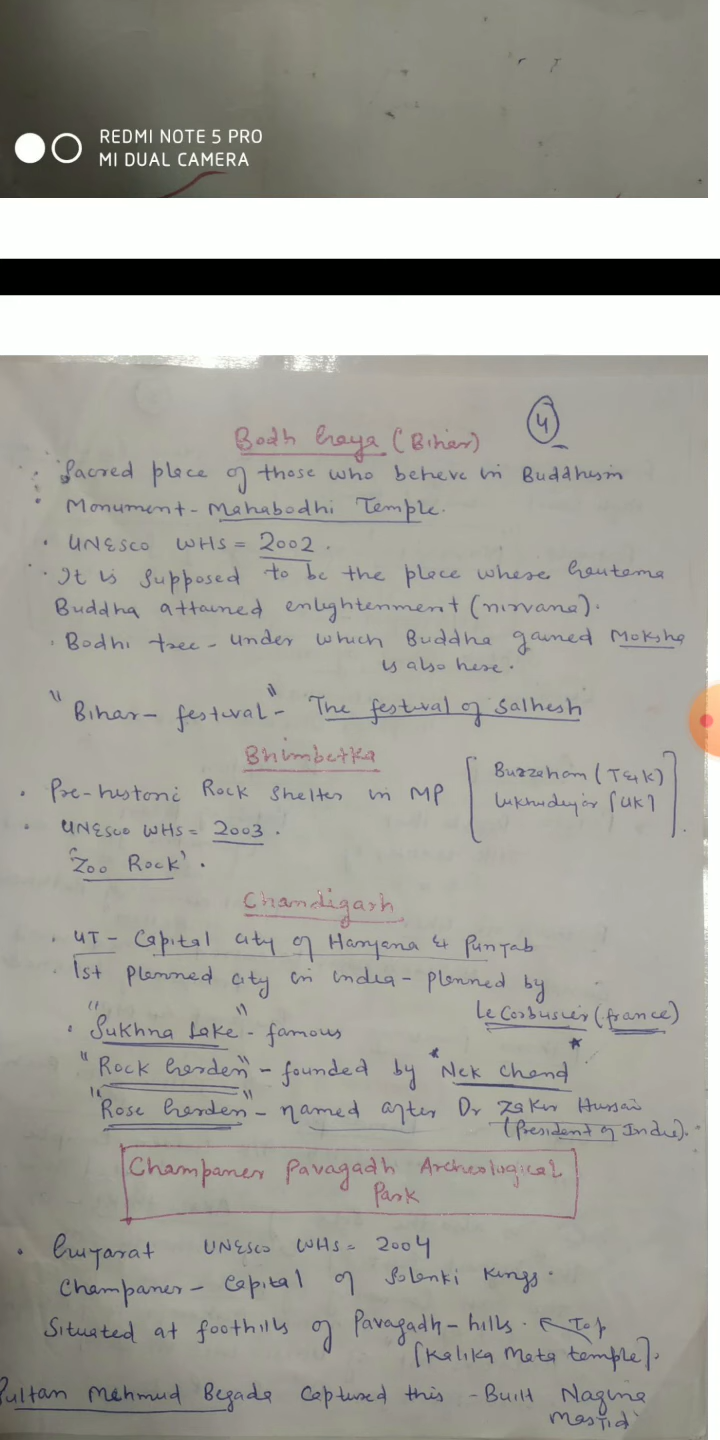 REDMI NOTE 5 PRO
MI DUAL CAMERA
4
Bodh Gaya (Bihar)
Sacred place of those who believe in Buddhism
Monument - Mahabodhi Temple.
UNESCO WHS = 2002.
It is supposed to be the place where Gautama
Buddha attained enlightenment (nirvana).
Bodhi tree - under which Buddha gained Moksha
is also here.
"Bihar - festival" - The festival of Salhesh
Bhimbetka
Pre-historic Rock Shelter in MP
[Burzahom (J&K)
Lakhudiyar [UK]].
UNESCO WHS = 2003.
'Zoo Rock'.
Chandigarh
UT - Capital city of Haryana & Punjab
1st planned city in india - planned by
Le Corbusier (france)
"Sukhna Lake" - famous
"Rock Garden" - founded by *Nek Chand*
"Rose Garden" - named after Dr Zakir Hussai
(President of India).
Champaner Pavagadh Archeological
Park
Gujarat UNESCO WHS = 2004
Champaner - Capital of Solanki Kings.
Situated at foothills of Pavagadh - hills. ← Top
[Kalika Mata temple].
Sultan Mahmud Begada captured this - Built Nagina
Masjid